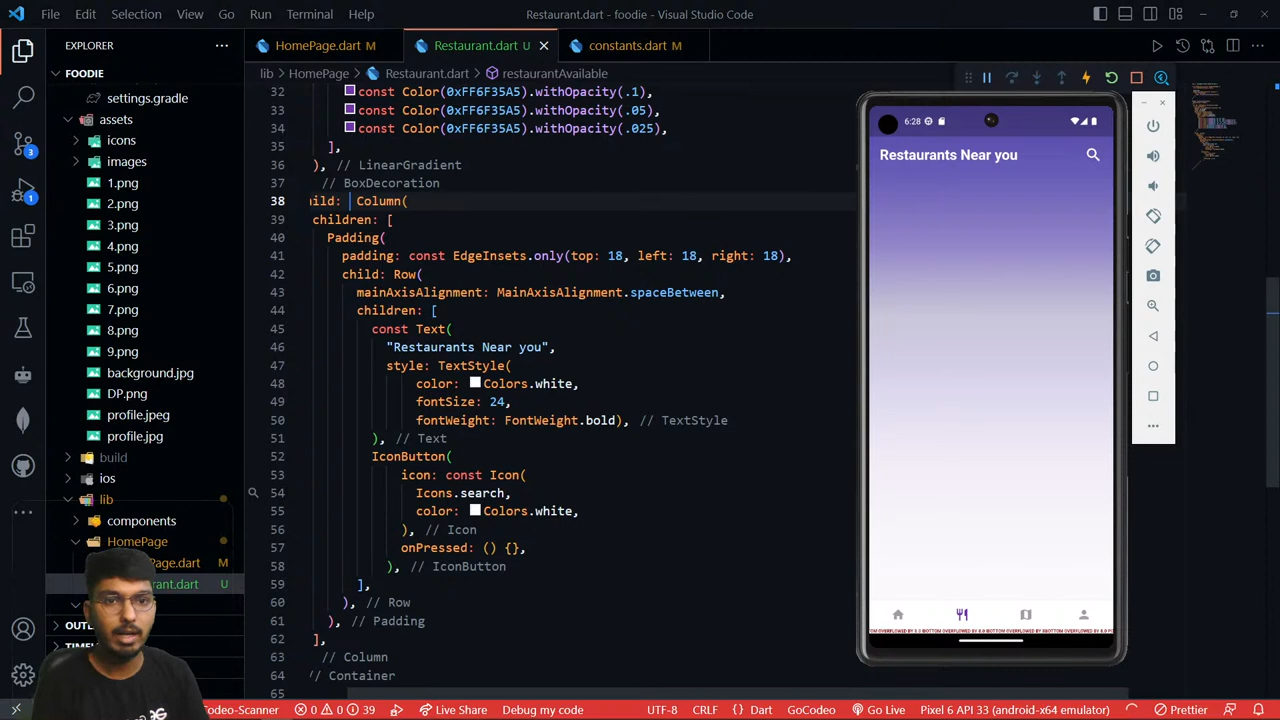 File Edit Selection View Go Run Terminal Help
Restaurant.dart - foodie - Visual Studio Code
EXPLORER
FOODIE
settings.gradle
assets
icons
images
1.png
2.png
3.png
4.png
5.png
6.png
7.png
8.png
9.png
background.jpg
DP.png
profile.jpeg
profile.jpg
build
ios
lib
components
HomePage
Page.dart M
rant.dart U
OUT
TIME
3
1
HomePage.dart M
Restaurant.dart U
constants.dart M
lib > HomePage > Restaurant.dart > restaurantAvailable
32 const Color(0xFF6F35A5).withOpacity(.1),
33 const Color(0xFF6F35A5).withOpacity(.05),
34 const Color(0xFF6F35A5).withOpacity(.025),
35 ],
36 ), // LinearGradient
37 // BoxDecoration
38 ild: Column(
39 children: [
40 Padding(
41 padding: const EdgeInsets.only(top: 18, left: 18, right: 18),
42 child: Row(
43 mainAxisAlignment: MainAxisAlignment.spaceBetween,
44 children: [
45 const Text(
46 "Restaurants Near you",
47 style: TextStyle(
48 color: Colors.white,
49 fontSize: 24,
50 fontWeight: FontWeight.bold), // TextStyle
51 ), // Text
52 IconButton(
53 icon: const Icon(
54 Icons.search,
55 color: Colors.white,
56 ), // Icon
57 onPressed: () {},
58 ), // IconButton
59 ],
60 ), // Row
61 ), // Padding
62 ],
63 // Column
64 // Container
65
6:28
Restaurants Near you
Codeo-Scanner 0 0 39 Live Share Debug my code UTF-8 CRLF {} Dart GoCodeo Go Live Pixel 6 API 33 (android-x64 emulator) Prettier